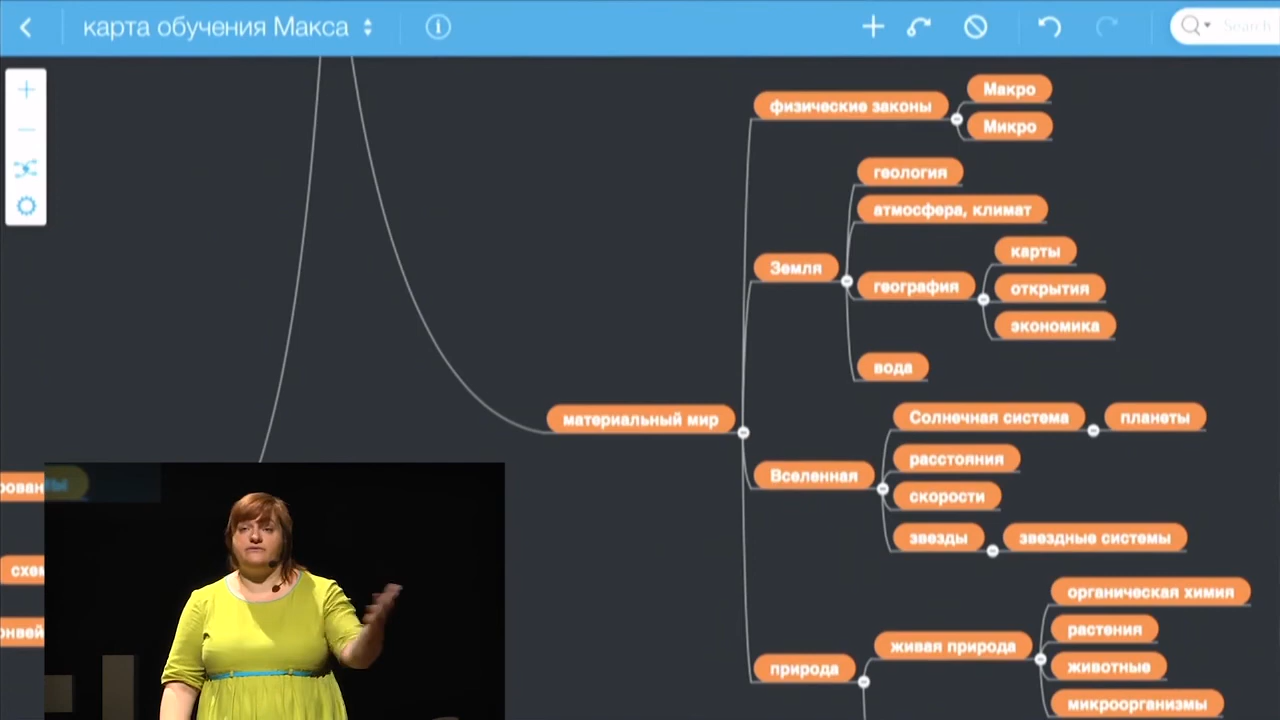 карта обучения Макса
Search
физические законы
Макро
Микро
Земля
геология
атмосфера, климат
география
карты
открытия
экономика
вода
материальный мир
Вселенная
Солнечная система
планеты
расстояния
скорости
звезды
звездные системы
природа
живая природа
органическая химия
растения
животные
микроорганизмы